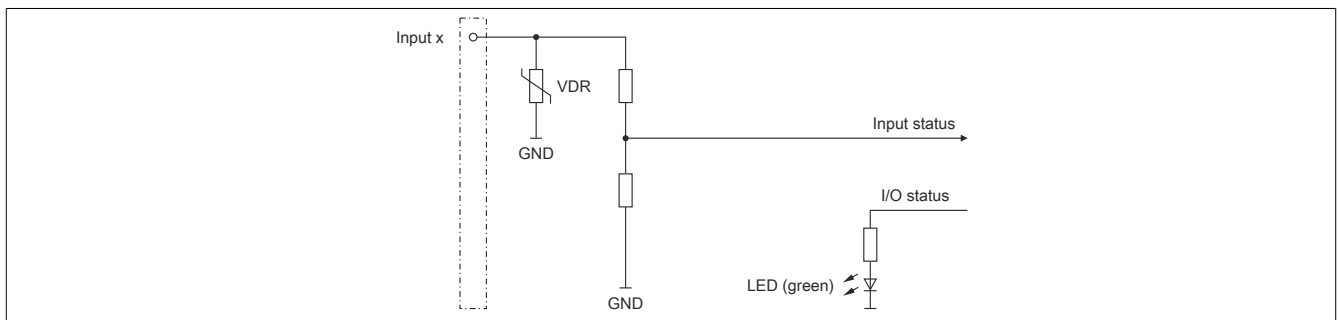 Input x
VDR
Input status
GND
I/O status
LED (green)
GND